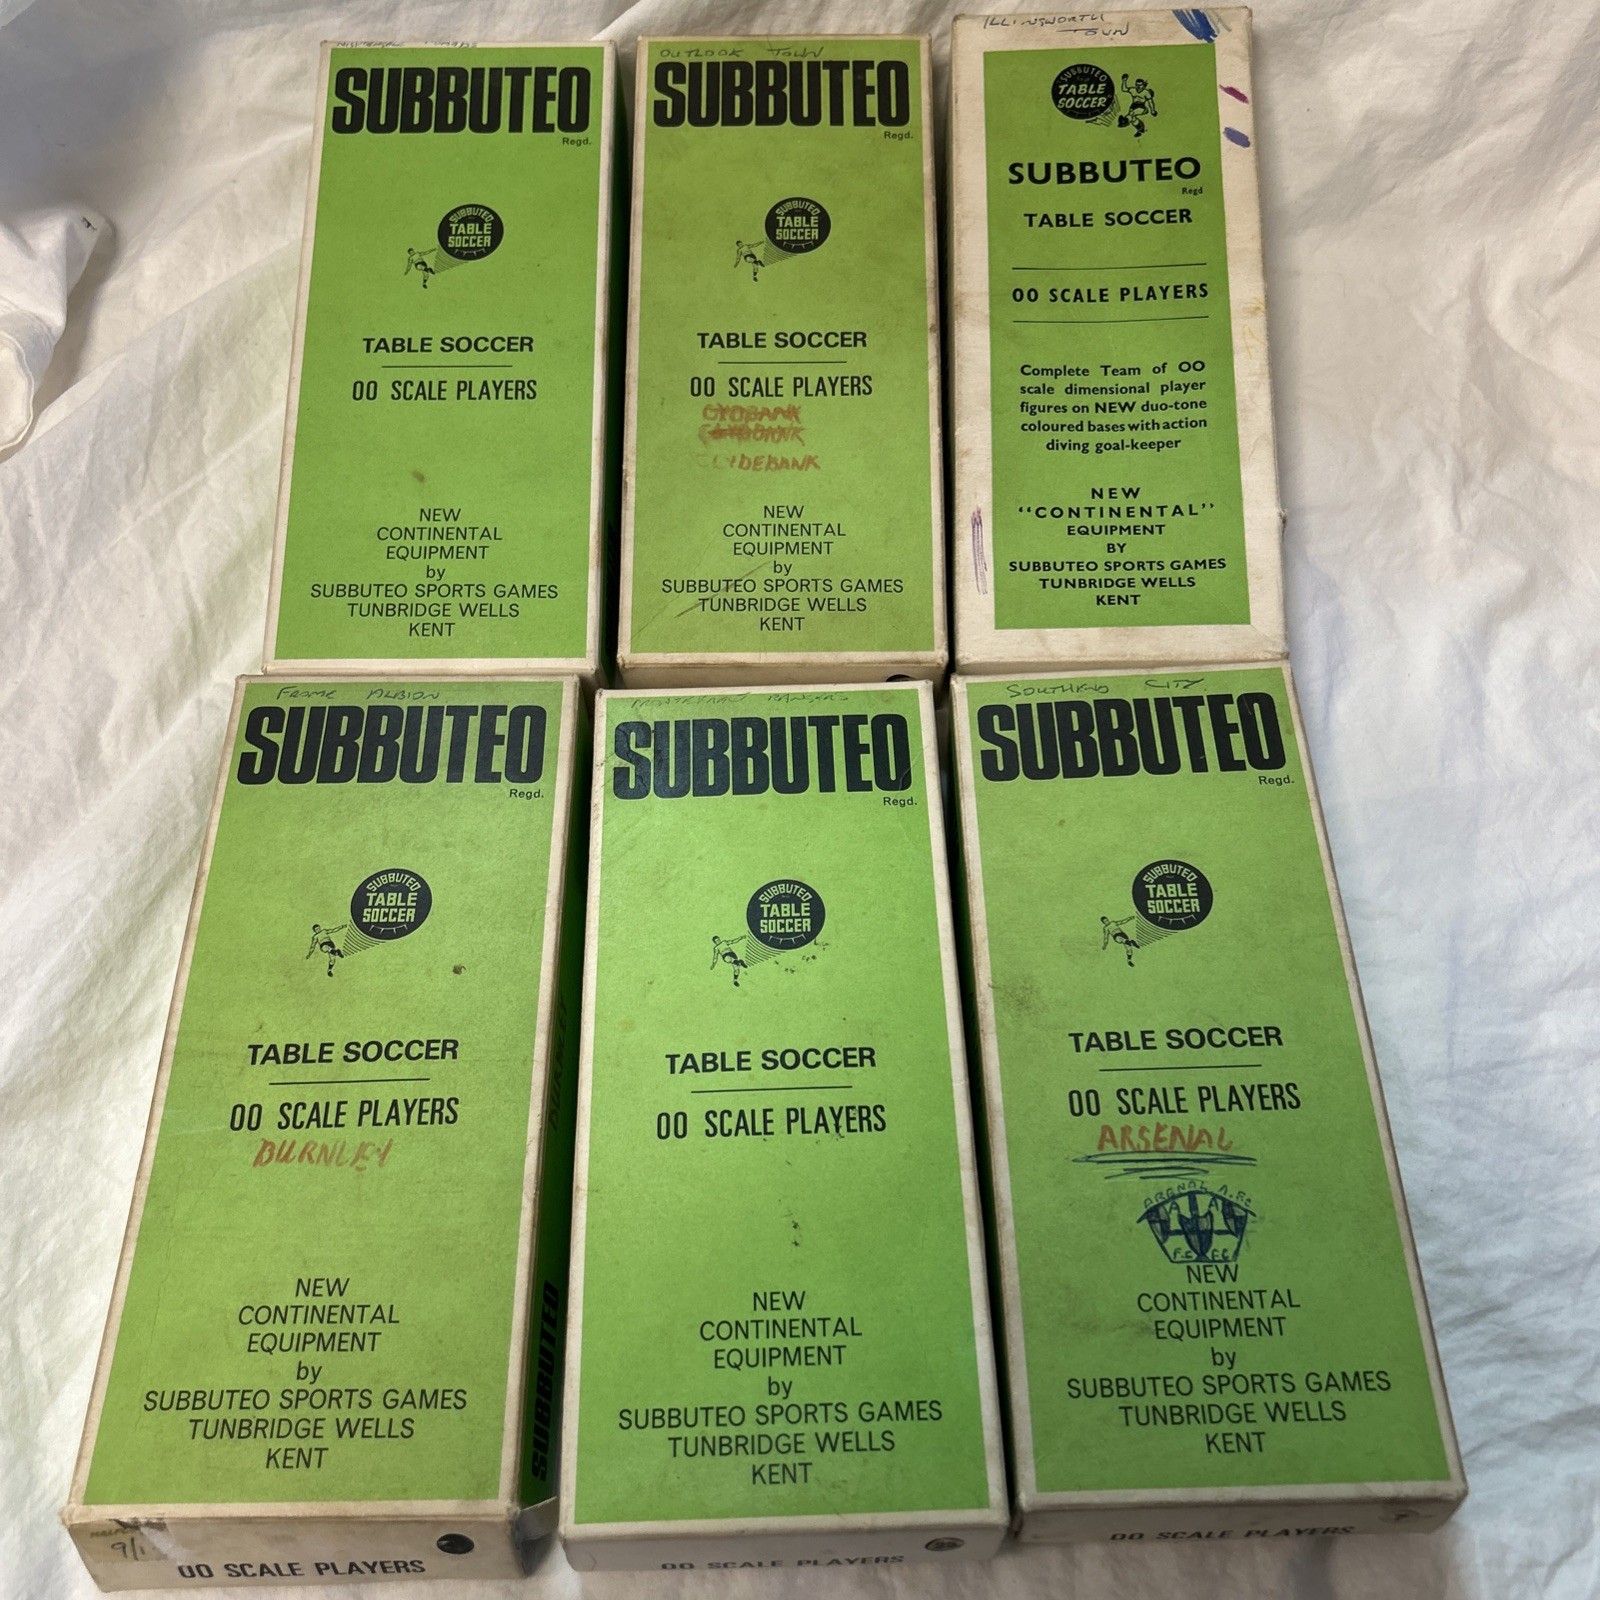 SUBBUTEO
Regd.
SUBBUTEO
TABLE
SOCCER
TABLE SOCCER
00 SCALE PLAYERS
NEW
CONTINENTAL
EQUIPMENT
by
SUBBUTEO SPORTS GAMES
TUNBRIDGE WELLS
KENT
OUTLOOK TOWN
SUBBUTEO
Regd.
SUBBUTEO
TABLE
SOCCER
TABLE SOCCER
00 SCALE PLAYERS
CYDBANK
CLYDEBANK
NEW
CONTINENTAL
EQUIPMENT
by
SUBBUTEO SPORTS GAMES
TUNBRIDGE WELLS
KENT
ILLINGWORTH
TOWN
SUBBUTEO
TABLE
SOCCER
SUBBUTEO
Regd
TABLE SOCCER
OO SCALE PLAYERS
Complete Team of OO
scale dimensional player
figures on NEW duo-tone
coloured bases with action
diving goal-keeper
NEW
"CONTINENTAL"
EQUIPMENT
BY
SUBBUTEO SPORTS GAMES
TUNBRIDGE WELLS
KENT
FROME ALBION
SUBBUTEO
Regd.
SUBBUTEO
TABLE
SOCCER
TABLE SOCCER
00 SCALE PLAYERS
BURNLEY
NEW
CONTINENTAL
EQUIPMENT
by
SUBBUTEO SPORTS GAMES
TUNBRIDGE WELLS
KENT
00 SCALE PLAYERS
SUBBUTEO
BURNLEY
PONTEFRACT RANGERS
SUBBUTEO
Regd.
SUBBUTEO
TABLE
SOCCER
TABLE SOCCER
00 SCALE PLAYERS
NEW
CONTINENTAL
EQUIPMENT
by
SUBBUTEO SPORTS GAMES
TUNBRIDGE WELLS
KENT
00 SCALE PLAYERS
SOUTHEND CITY
SUBBUTEO
Regd.
SUBBUTEO
TABLE
SOCCER
TABLE SOCCER
00 SCALE PLAYERS
ARSENAL
NEW
CONTINENTAL
EQUIPMENT
by
SUBBUTEO SPORTS GAMES
TUNBRIDGE WELLS
KENT
00 SCALE PLAYERS